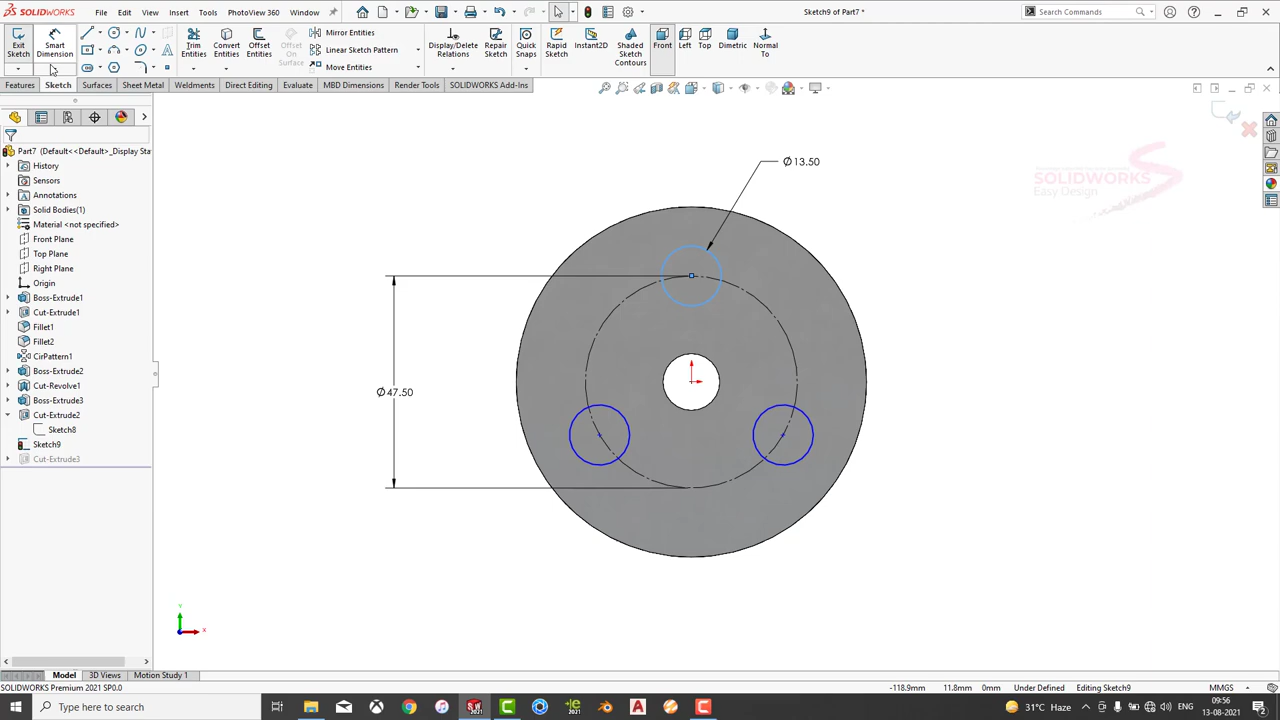 SOLIDWORKS
File
Edit
View
Insert
Tools
PhotoView 360
Window
Sketch9 of Part7 *
Search Commands
Exit Sketch
Smart Dimension
Trim Entities
Convert Entities
Offset Entities
Offset On Surface
Mirror Entities
Linear Sketch Pattern
Move Entities
Display/Delete Relations
Repair Sketch
Quick Snaps
Rapid Sketch
Instant2D
Shaded Sketch Contours
Front
Left
Top
Dimetric
Normal To
Features
Sketch
Surfaces
Sheet Metal
Weldments
Direct Editing
Evaluate
MBD Dimensions
Render Tools
SOLIDWORKS Add-Ins
Part7 (Default<<Default>_Display Sta
History
Sensors
Annotations
Solid Bodies(1)
Material <not specified>
Front Plane
Top Plane
Right Plane
Origin
Boss-Extrude1
Cut-Extrude1
Fillet1
Fillet2
CirPattern1
Boss-Extrude2
Cut-Revolve1
Boss-Extrude3
Cut-Extrude2
Sketch8
Sketch9
Cut-Extrude3
Ø13.50
Ø47.50
SOLIDWORKS
Easy Design
Y
X
Model
3D Views
Motion Study 1
SOLIDWORKS Premium 2021 SP0.0
-118.9mm
11.8mm
0mm
Under Defined
Editing Sketch9
MMGS
Type here to search
31°C Haze
ENG
09:56
13-08-2021